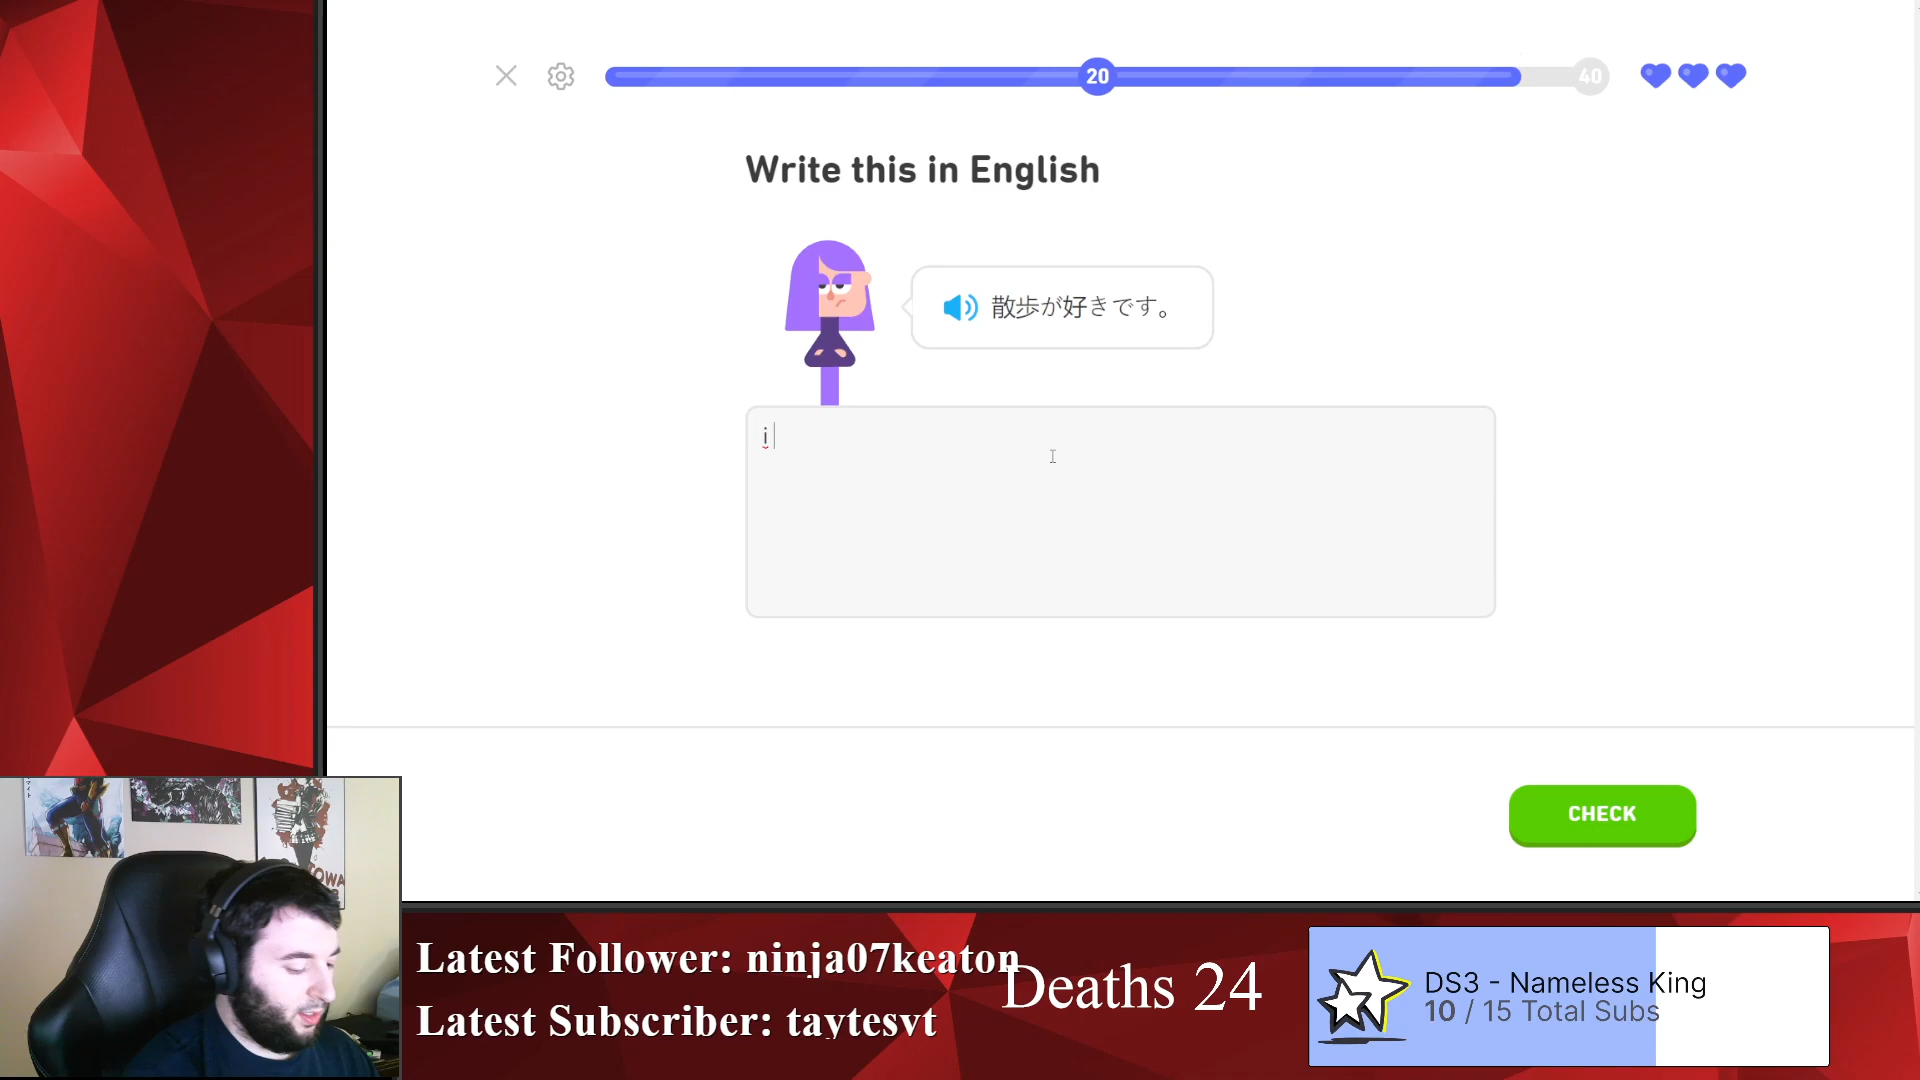 20
40
Write this in English
散歩が好きです。
i
CHECK
Latest Follower: ninja07keaton
Latest Subscriber: taytesvt
Deaths 24
DS3 - Nameless King
10 / 15 Total Subs